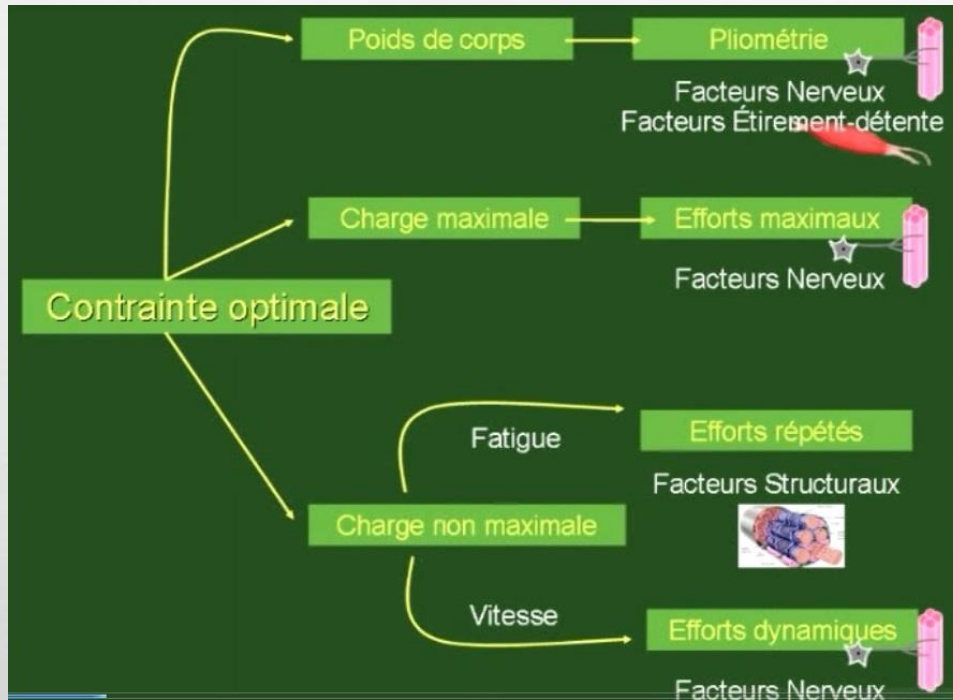 Poids de corps
Pliométrie
Facteurs Nerveux
Facteurs Étirement-détente
Charge maximale
Efforts maximaux
Facteurs Nerveux
Contrainte optimale
Fatigue
Efforts répétés
Facteurs Structuraux
Charge non maximale
Vitesse
Efforts dynamiques
Facteurs Nerveux